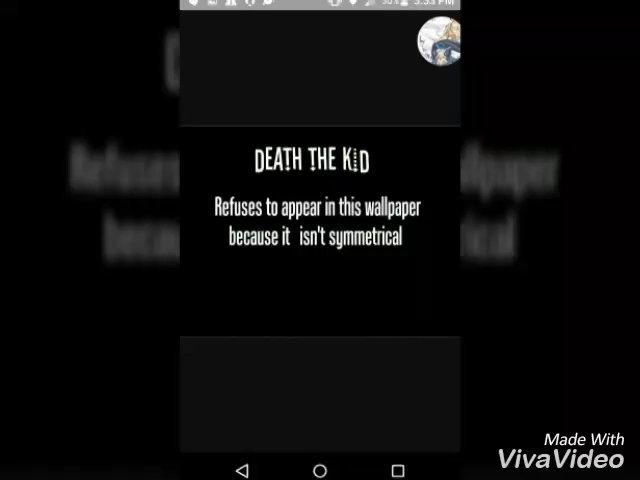 DEATH THE KiD
Refuses to appear in this wallpaper
because it isn't symmetrical
Made With
VivaVideo